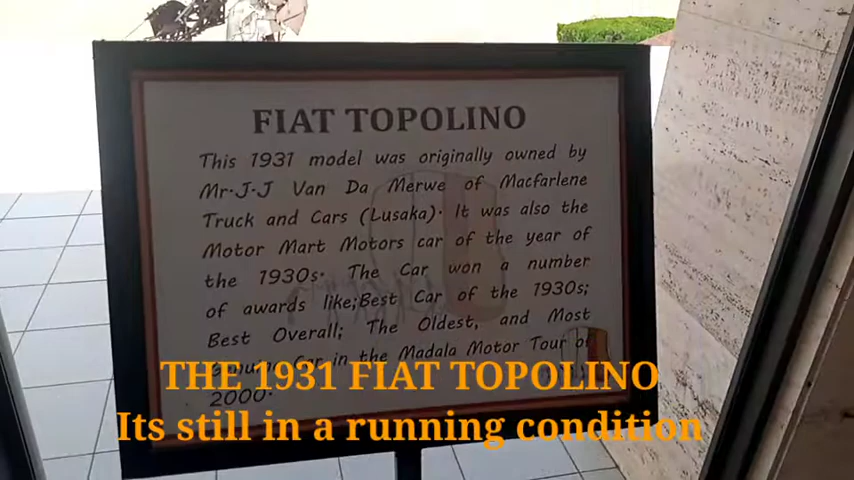 FIAT TOPOLINO
This 1931 model was originally owned by
Mr.J.J Van Da Merwe of Macfarlene
Truck and Cars (Lusaka). It was also the
Motor Mart Motors car of the year of
the 1930s. The Car won a number
of awards like;Best Car of the 1930s;
Best Overall; The Oldest, and Most
Genuine Car in the Madala Motor Tour of
2000.
THE 1931 FIAT TOPOLINO
Its still in a running condition